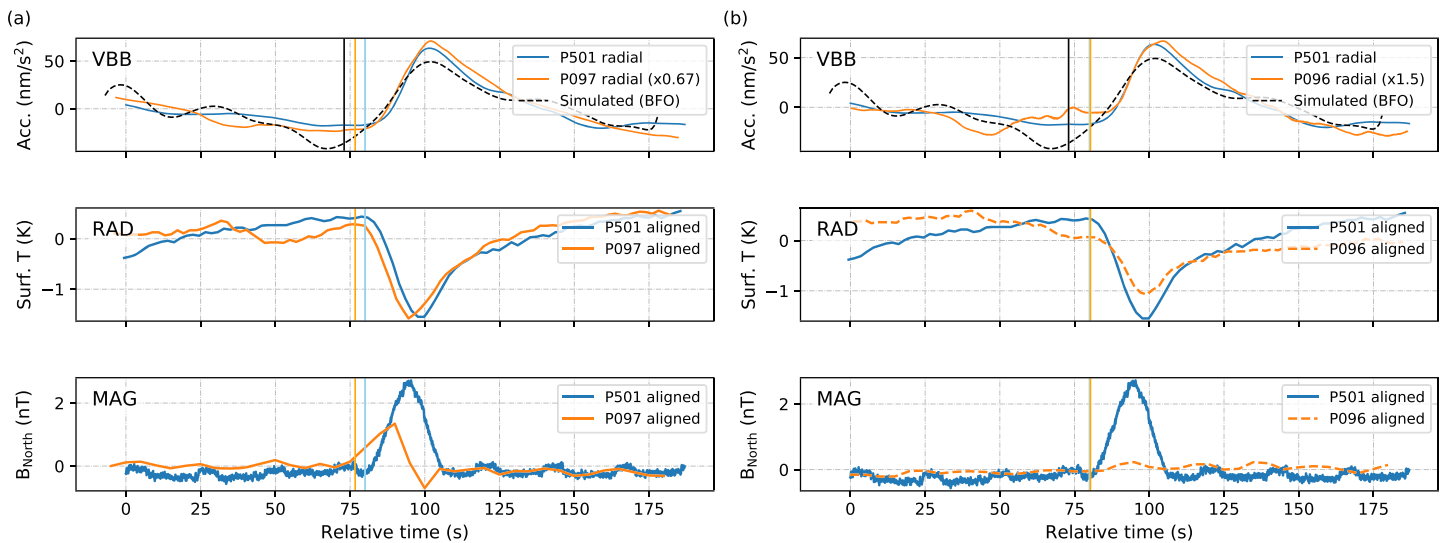 (a)
VBB
Acc. (nm/s²)
50
0
P501 radial
P097 radial (x0.67)
Simulated (BFO)
RAD
Surf. T (K)
0
−1
P501 aligned
P097 aligned
MAG
B_North (nT)
2
0
P501 aligned
P097 aligned
0 25 50 75 100 125 150 175
Relative time (s)
(b)
VBB
Acc. (nm/s²)
50
0
P501 radial
P096 radial (x1.5)
Simulated (BFO)
RAD
Surf. T (K)
0
−1
P501 aligned
P096 aligned
MAG
B_North (nT)
2
0
P501 aligned
P096 aligned
0 25 50 75 100 125 150 175
Relative time (s)